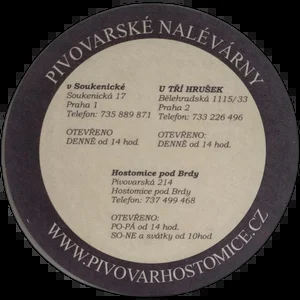 PIVOVARSKÉ NALÉVÁRNY
v Soukenické
Soukenická 17
Praha 1
Telefon: 735 889 871
OTEVŘENO
DENNĚ od 14 hod.
U TŘÍ HRUŠEK
Bělehradská 1115/33
Praha 2
Telefon: 733 226 496
OTEVŘENO:
DENNĚ od 14 hod.
Hostomice pod Brdy
Pivovarská 214
Hostomice pod Brdy
Telefon: 737 499 468
OTEVŘENO:
PO-PÁ od 14 hod.
SO-NE a svátky od 10hod
WWW.PIVOVARHOSTOMICE.CZ